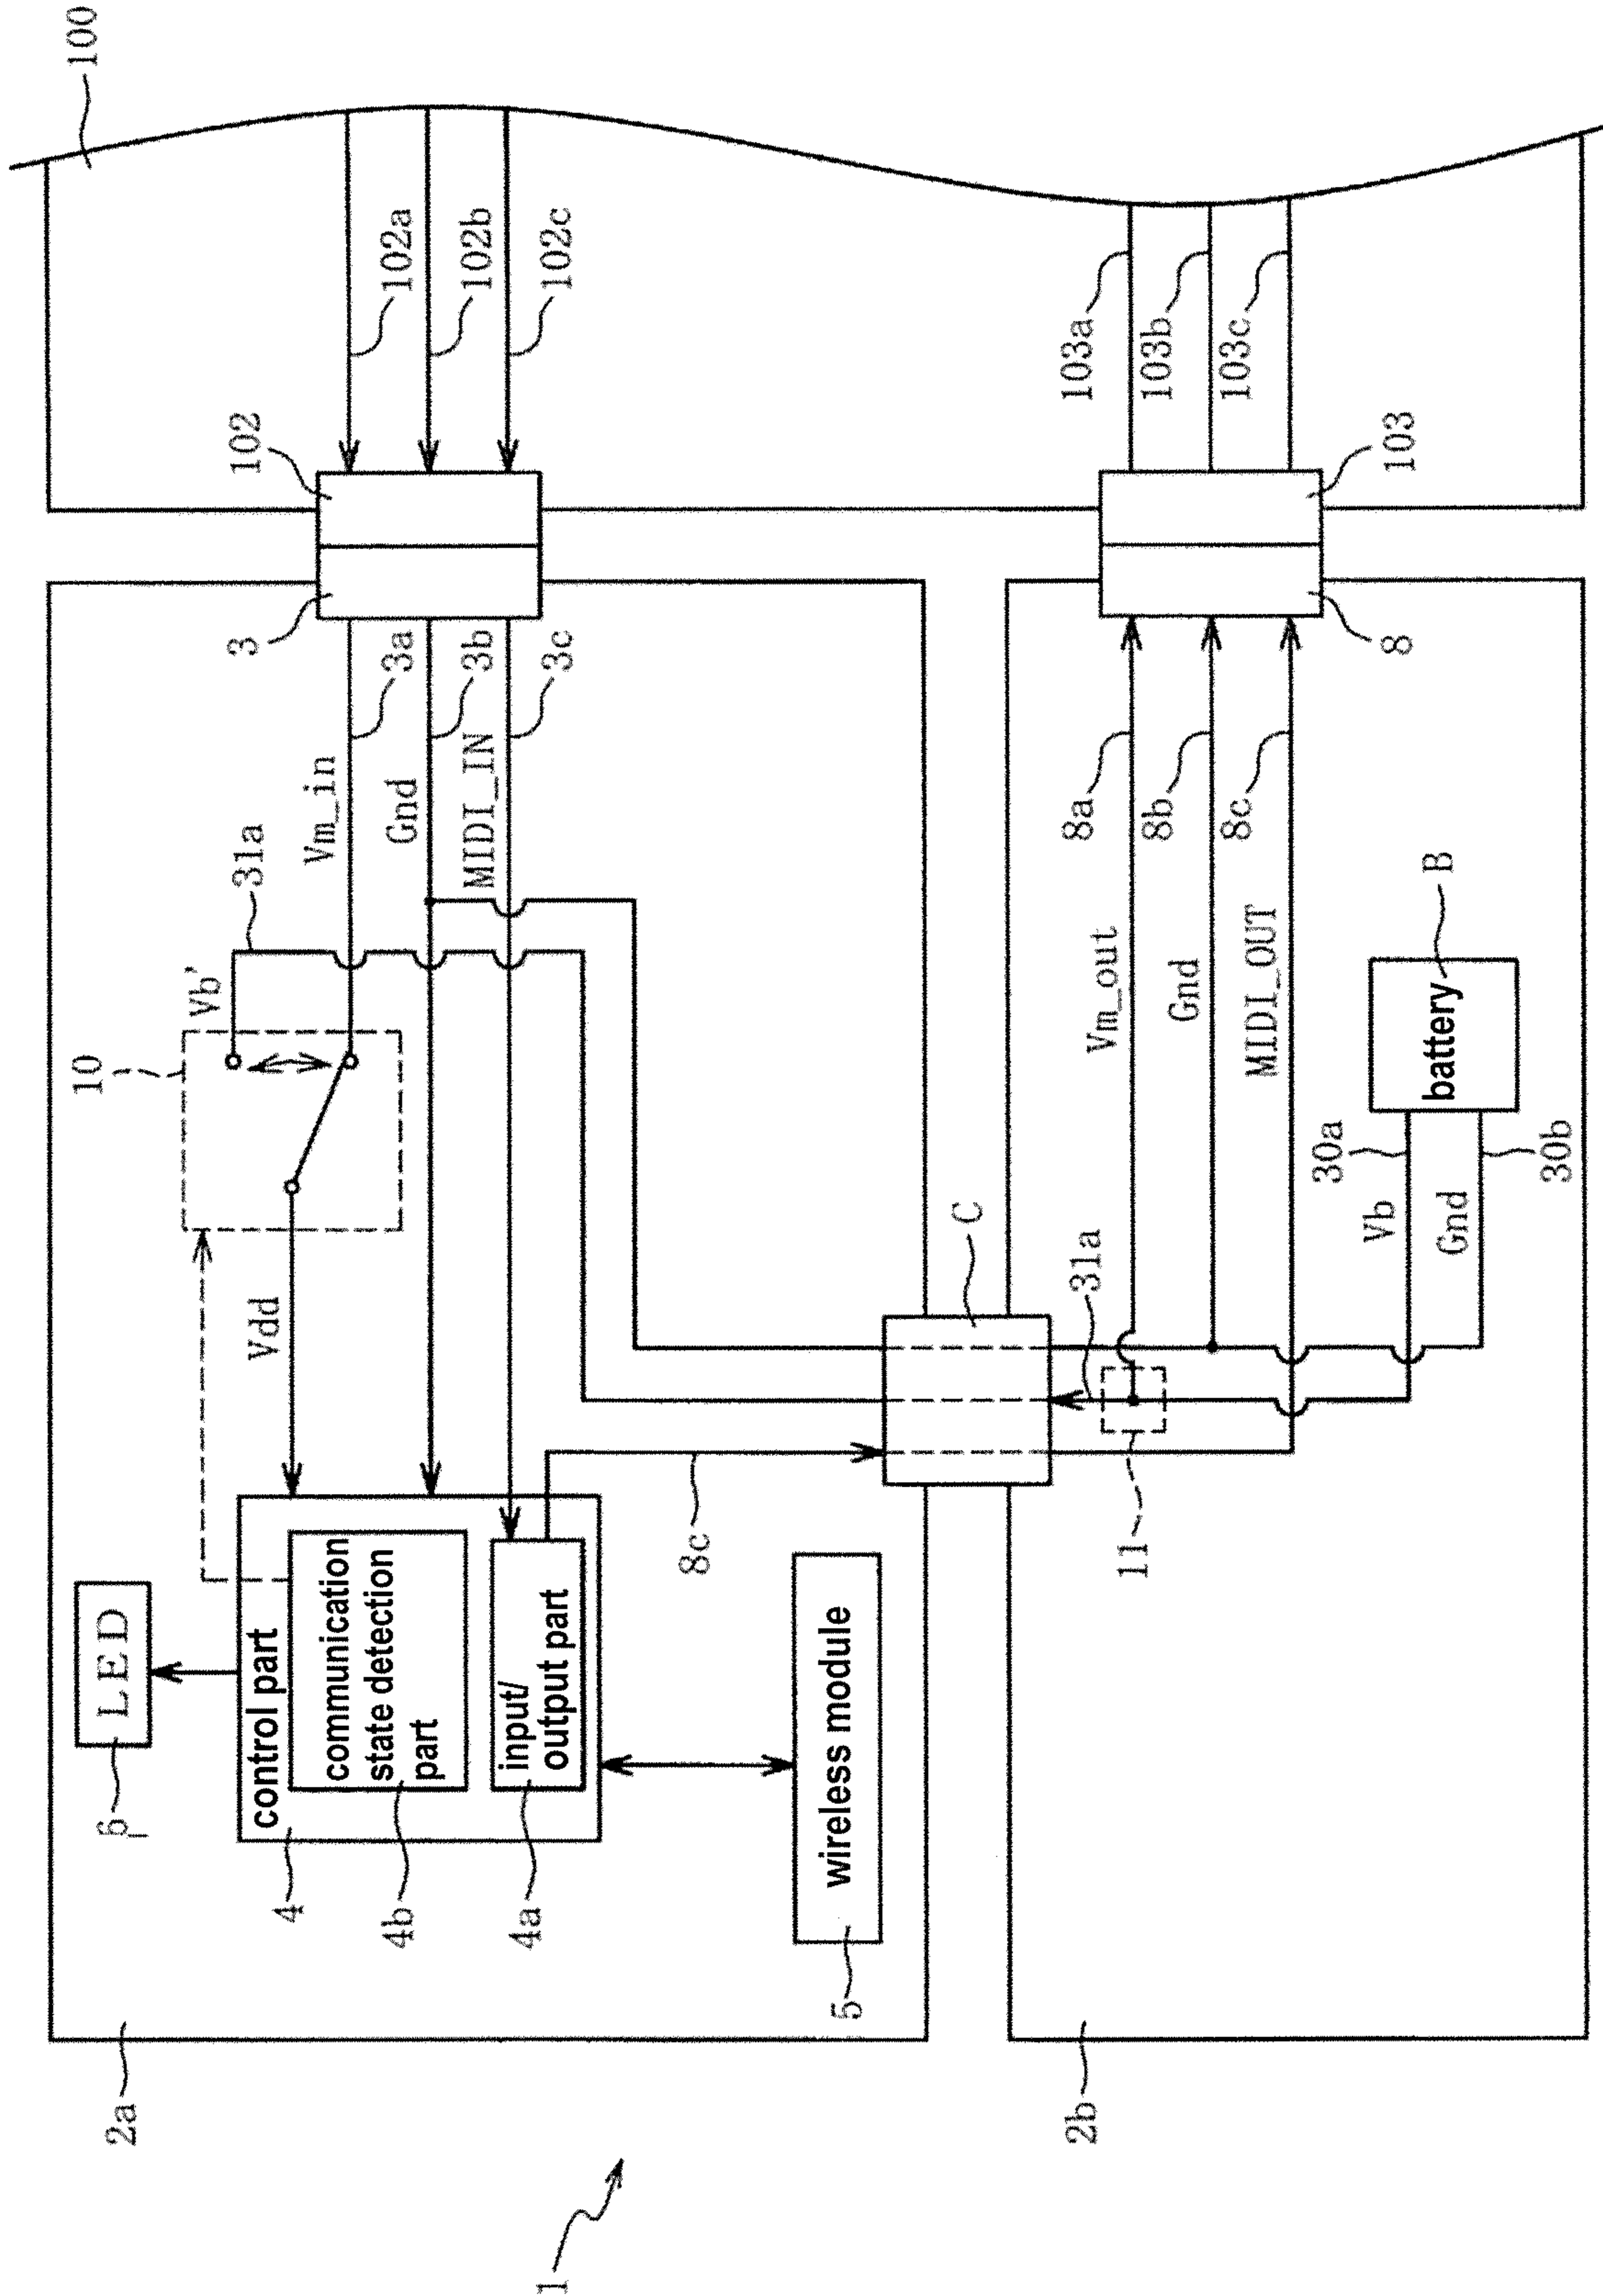 100
102a
102b
102c
103a
103b
103c
102
103
3
3a
3b
3c
8
Vm_in
Gnd
MIDI_IN
31a
8a
8b
8c
Vb'
10
Vm_out
Gnd
MIDI_OUT
B
battery
30a
30b
Vb
Gnd
Vdd
C
31a
11
8c
LED
6
control part
communication
state detection
part
input/
output part
wireless module
4
4b
4a
5
2a
2b
1